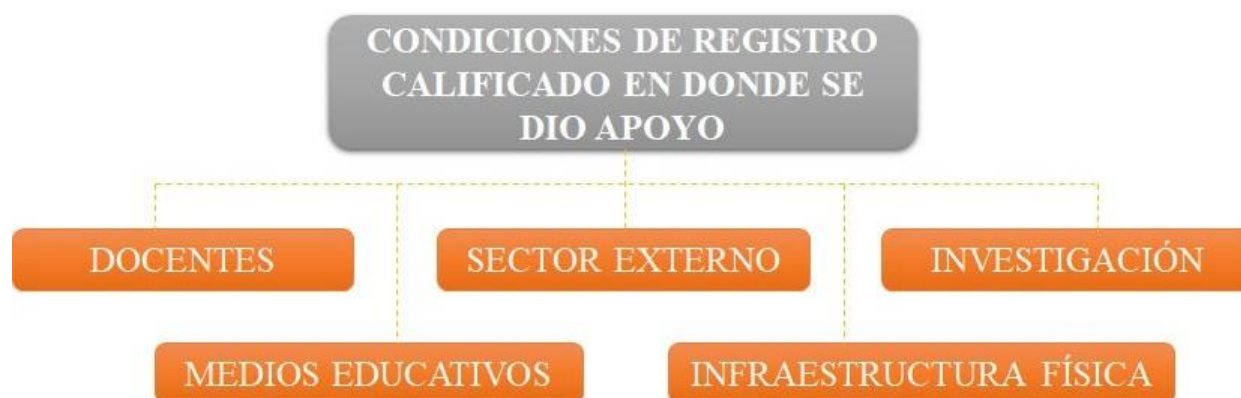 CONDICIONES DE REGISTRO
CALIFICADO EN DONDE SE
DIO APOYO
DOCENTES
SECTOR EXTERNO
INVESTIGACIÓN
MEDIOS EDUCATIVOS
INFRAESTRUCTURA FÍSICA